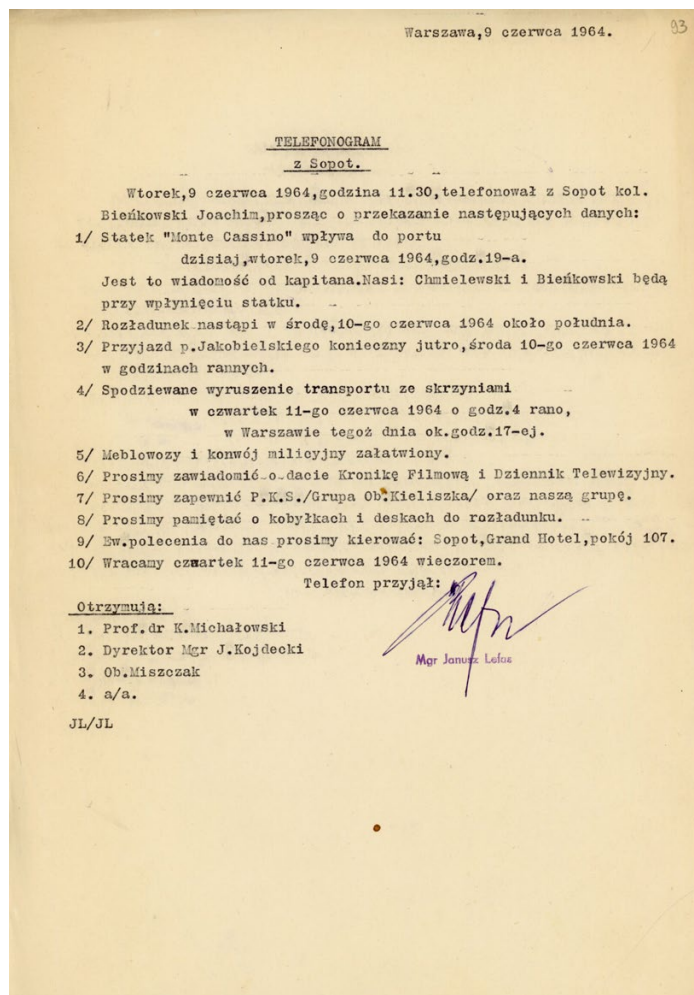 93
Warszawa,9 czerwca 1964.
TELEFONOGRAM
z Sopot.
Wtorek,9 czerwca 1964,godzina 11.30,telefonował z Sopot kol.
Bieńkowski Joachim,prosząc o przekazanie następujących danych:
1/ Statek "Monte Cassino" wpływa do portu
dzisiaj,wtorek,9 czerwca 1964,godz.19-a.
Jest to wiadomość od kapitana.Nasi: Chmielewski i Bieńkowski będą
przy wpłynięciu statku.
2/ Rozładunek nastąpi w środę,10-go czerwca 1964 około południa.
3/ Przyjazd p.Jakobielskiego konieczny jutro,środa 10-go czerwca 1964
w godzinach rannych.
4/ Spodziewane wyruszenie transportu ze skrzyniami
w czwartek 11-go czerwca 1964 o godz.4 rano,
w Warszawie tegoż dnia ok.godz.17-ej.
5/ Meblowozy i konwój milicyjny załatwiony.
6/ Prosimy zawiadomić o dacie Kronikę Filmową i Dziennik Telewizyjny.
7/ Prosimy zapewnić P.K.S./Grupa Ob.Kieliszka/ oraz naszą grupę.
8/ Prosimy pamiętać o kobyłkach i deskach do rozładunku.
9/ Ew.polecenia do nas prosimy kierować: Sopot,Grand Hotel,pokój 107.
10/ Wracamy czwartek 11-go czerwca 1964 wieczorem.
Telefon przyjął:
Otrzymują:
1. Prof.dr K.Michałowski
2. Dyrektor Mgr J.Kojdecki
Mgr Janusz
3. Ob.Miszczak
4. a/a.
JL/JL